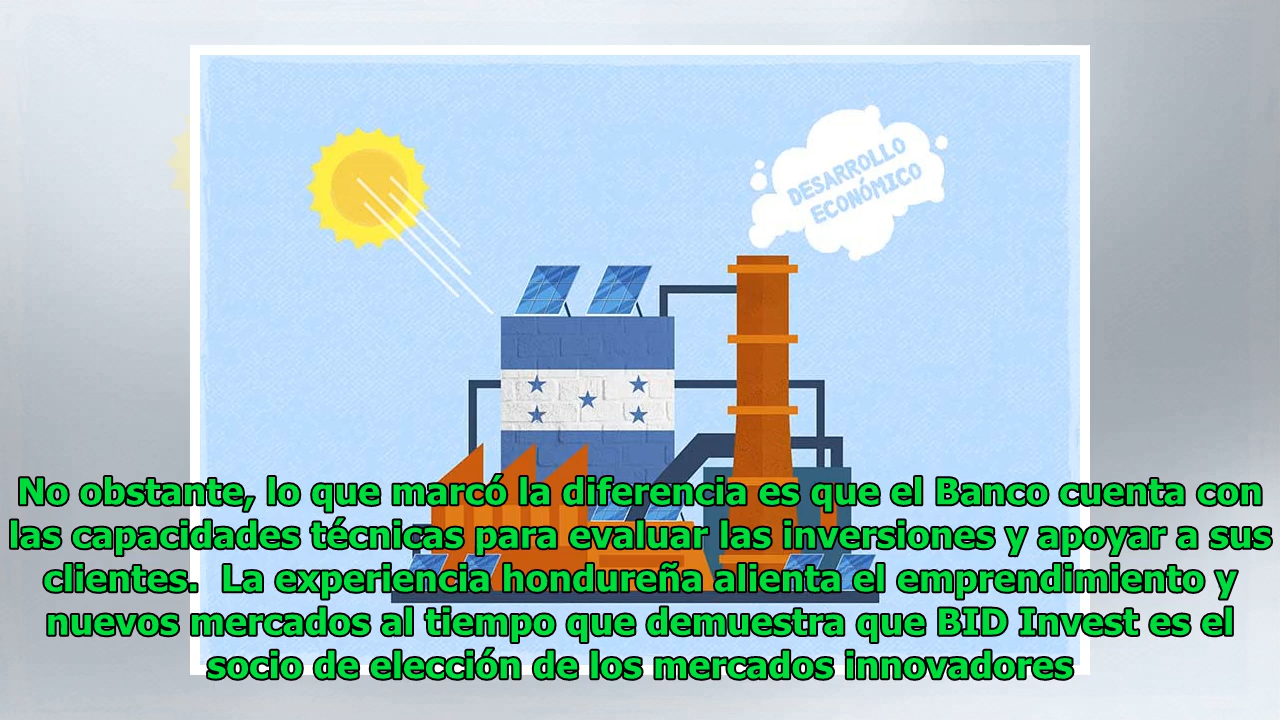 DESARROLLO
ECONÓMICO
No obstante, lo que marcó la diferencia es que el Banco cuenta con
las capacidades técnicas para evaluar las inversiones y apoyar a sus
clientes.  La experiencia hondureña alienta el emprendimiento y
nuevos mercados al tiempo que demuestra que BID Invest es el
socio de elección de los mercados innovadores